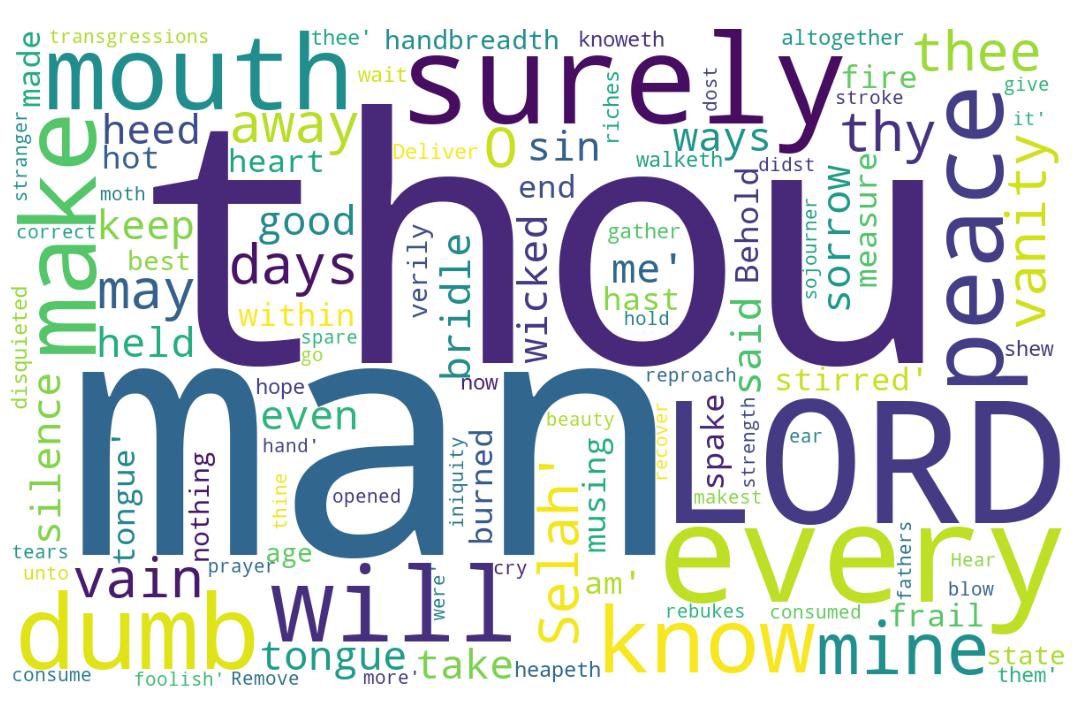 transgressions
thee'
handbreadth
knoweth
altogether
thee
made
mouth
wait
surely
fire
give
riches
dost
stroke
heed
away
O
sin
ways
thy
it'
stranger
make
hot
heart
Deliver
walketh
didst
peace
moth
thou
end
vanity
correct
keep
good
wicked
gather
Behold
sojourner
sorrow
measure
best
days
verily
bridle
me'
may
within
hast
hold
disquieted
held
spare
go
said
shew
silence
man
hope
now
reproach
stirred'
even
beauty
LORD
tongue'
nothing
hand'
iniquity
burned
recover
spake
strength
ear
thine
opened
Selah'
musing
makest
every
tears
age
fathers
Hear
unto
vain
prayer
will
were'
cry
am'
blow
dumb
rebukes
consumed
frail
tongue
take
know
mine
state
consume
foolish'
Remove
more'
heapeth
them'